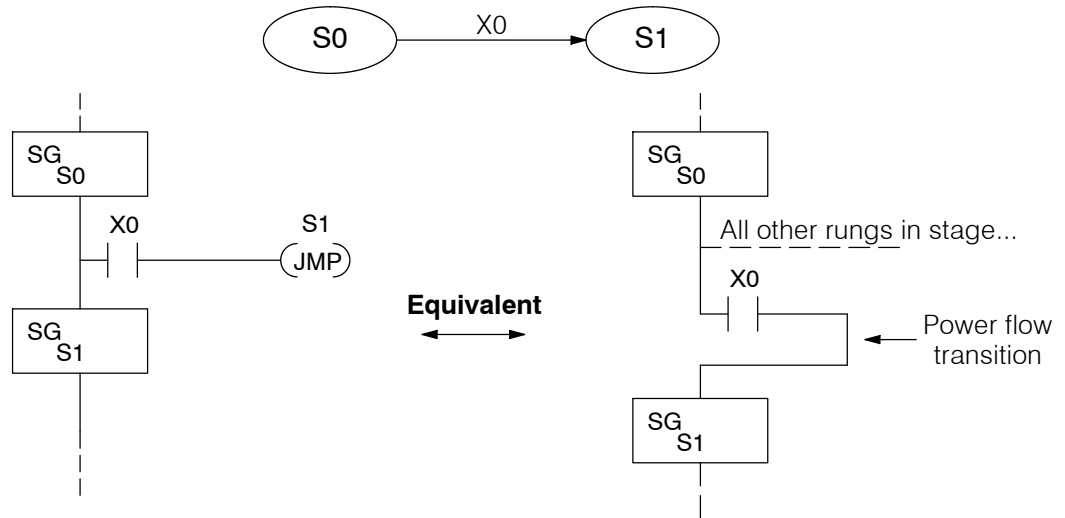 S0
X0
S1
SG
S0
X0
S1
JMP
SG
S1
Equivalent
SG
S0
All other rungs in stage...
X0
Power flow
transition
SG
S1